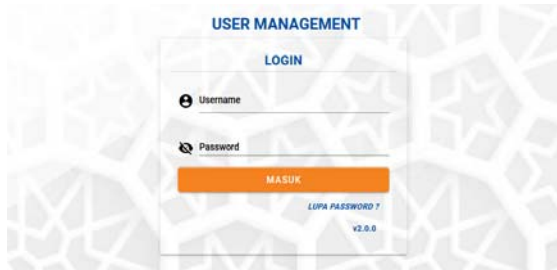 USER MANAGEMENT
LOGIN
Username
Password
MASUK
LUPA PASSWORD ?
v2.0.0